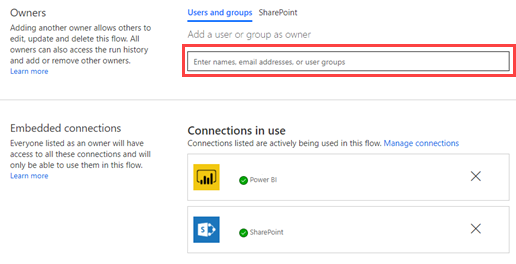 Owners
Adding another owner allows others to
edit, update and delete this flow. All
owners can also access the run history
and add or remove other owners.
Learn more
Users and groups SharePoint
Add a user or group as owner
Enter names, email addresses, or user groups
Embedded connections
Everyone listed as an owner will have
access to all these connections and will
only be able to use them in this flow.
Learn more
Connections in use
Connections listed are actively being used in this flow. Manage connections
Power BI
SharePoint